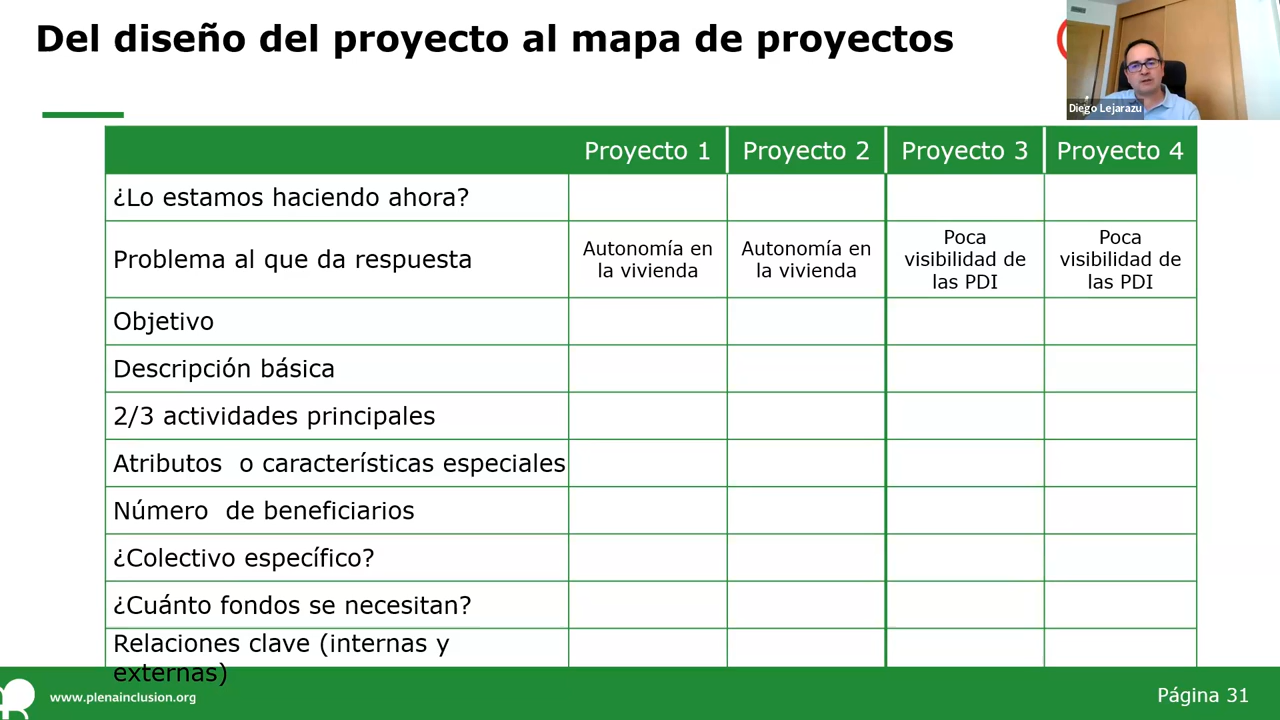 Del diseño del proyecto al mapa de proyectos
Diego Lejarazu
Proyecto 1 Proyecto 2 Proyecto 3 Proyecto 4
¿Lo estamos haciendo ahora?
Problema al que da respuesta
Autonomía en
la vivienda
Autonomía en
la vivienda
Poca
visibilidad de
las PDI
Poca
visibilidad de
las PDI
Objetivo
Descripción básica
2/3 actividades principales
Atributos  o características especiales
Número  de beneficiarios
¿Colectivo específico?
¿Cuánto fondos se necesitan?
Relaciones clave (internas y
externas)
www.plenainclusion.org
Página 31